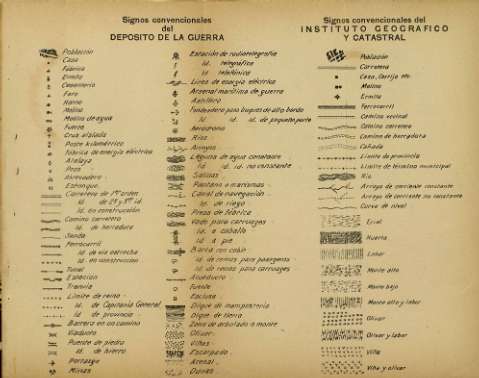 Signos convencionales
del
DEPOSITO DE LA GUERRA
Población
Casa
Fábrica
Ermita
Cementerio
Faro
Horno
Molino
Molino de agua
Fuente
Cruz aislada
Poste kilométrico
Fábrica de energía eléctrica
Atalaya
Pozo
Abrevadero
Estanque
Carretera de 1er orden
Id. de 2º y 3er id.
Id. en construcción
Camino carretero
Id. de herradura
Senda
Ferrocarril
Id. de vía estrecha
Id. en construcción
Tunel
Estación
Tranvía
Límite de reino
Id. de Capitanía General
Id. de provincia
Barrera en un camino
Viaducto
Puente de piedra
Id. de hierro
Pontazgo
Minas
Estación de radiotelegrafía
Id. telegráfica
Id. telefónica
Línea de energía eléctrica
Arsenal marítimo de guerra
Astillero
Fondeadero para buques de alto bordo
Id. id. id. de pequeño porte
Aerodromo
Ríos
Arroyos
Laguna de agua constante
Id. id. id. no constante
Salinas
Pantano o marismas
Canal de navegación
Id. de riego
Presa de fábrica
Vado para carruajes
Id. a caballo
Id. a pie
Barca con cable
Id. de remos para pasajeros
Id. de remos para carruajes
Acueducto
Fuente
Esclusa
Dique de mampostería
Dique de tierra
Zona de arbolado o monte
Olivar
Viñas
Escarpado
Arenal
Dunas
Signos convencionales del
INSTITUTO GEOGRAFICO
Y CATASTRAL
Población
Carretera
Casa, Cortijo etc.
Molino
Ermita
Ferrocarril
Camino vecinal
Camino carretero
Camino de herradura
Cañada
Límite de provincia
Límite de término municipal
Río
Arroyo de corriente constante
Arroyo de corriente no constante
Curva de nivel
Erial
Huerta
Labor
Monte alto
Monte bajo
Monte alto y labor
Olivar
Olivar y labor
Viña
Viña y olivar